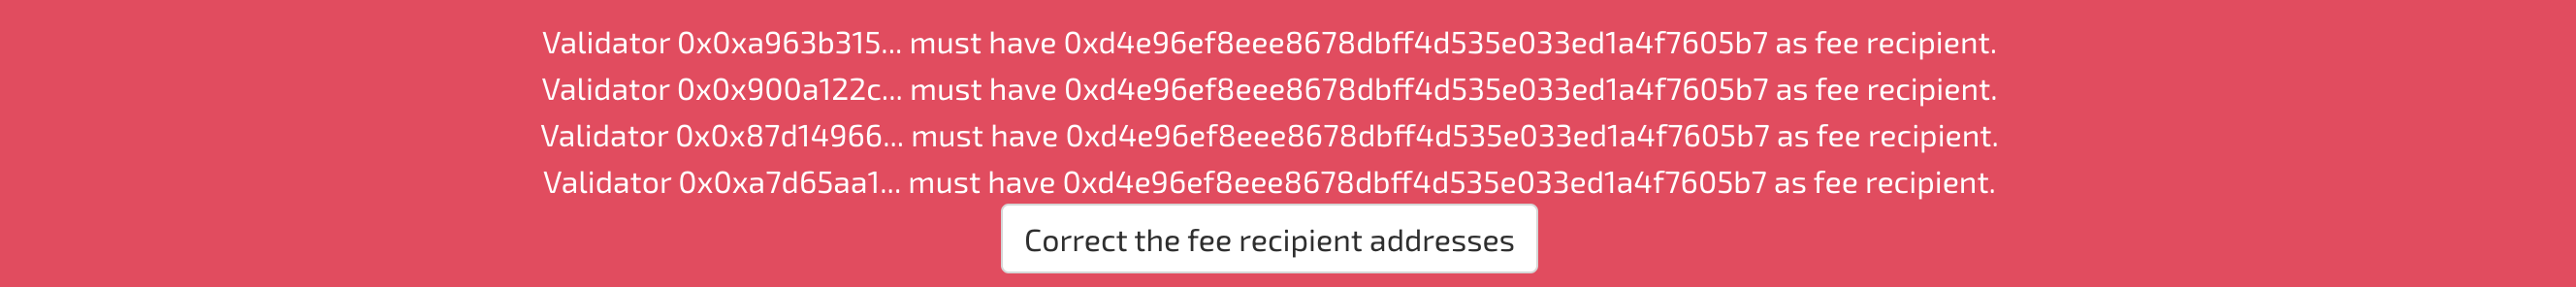 Validator 0x0xa963b315... must have 0xd4e96ef8eee8678dbff4d535e033ed1a4f7605b7 as fee recipient.
Validator 0x0x900a122c... must have 0xd4e96ef8eee8678dbff4d535e033ed1a4f7605b7 as fee recipient.
Validator 0x0x87d14966... must have 0xd4e96ef8eee8678dbff4d535e033ed1a4f7605b7 as fee recipient.
Validator 0x0xa7d65aa1... must have 0xd4e96ef8eee8678dbff4d535e033ed1a4f7605b7 as fee recipient.
Correct the fee recipient addresses